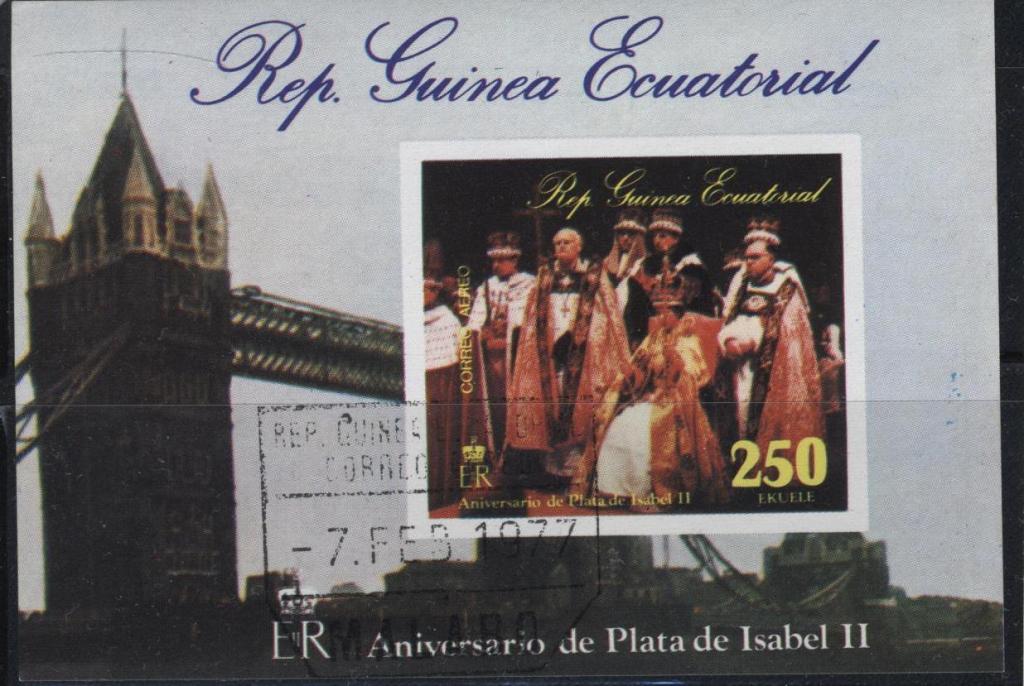 Rep. Guinea Ecuatorial
Rep. Guinea Ecuatorial
CORREO AEREO
ER
250
EKUELE
Aniversario de Plata de Isabel II
REP. GUINEA
CORREO
-7.FEB.1977
MALABO
EIIR Aniversario de Plata de Isabel II